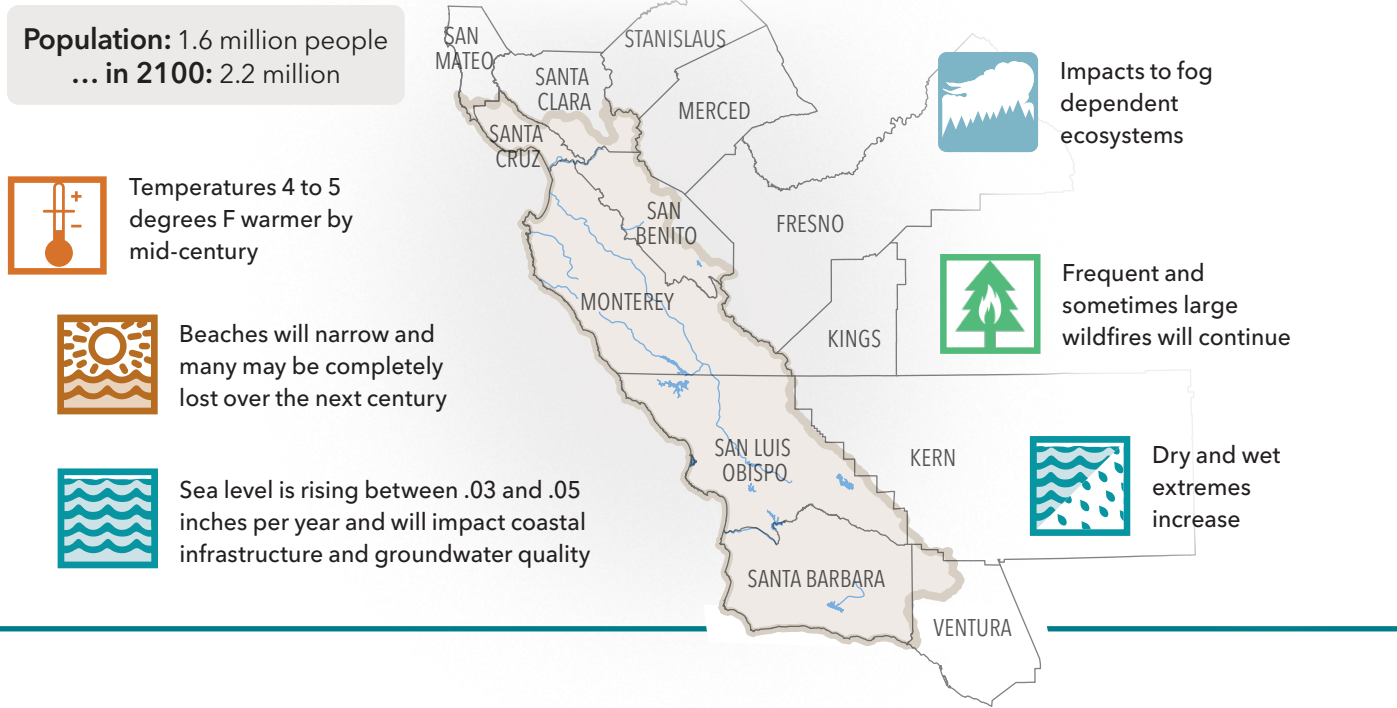 Population: 1.6 million people
... in 2100: 2.2 million
Temperatures 4 to 5
degrees F warmer by
mid-century
Beaches will narrow and
many may be completely
lost over the next century
Sea level is rising between .03 and .05
inches per year and will impact coastal
infrastructure and groundwater quality
SAN
MATEO
SANTA
CLARA
STANISLAUS
MERCED
SANTA
CRUZ
SAN
BENITO
FRESNO
MONTEREY
KINGS
SAN LUIS
OBISPO
KERN
SANTA BARBARA
VENTURA
Impacts to fog
dependent
ecosystems
Frequent and
sometimes large
wildfires will continue
Dry and wet
extremes
increase